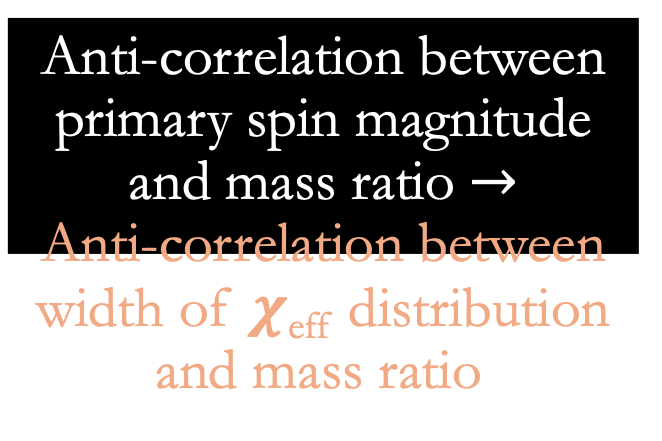 Anti-correlation between
primary spin magnitude
and mass ratio →
Anti-correlation between
width of χeff distribution
and mass ratio